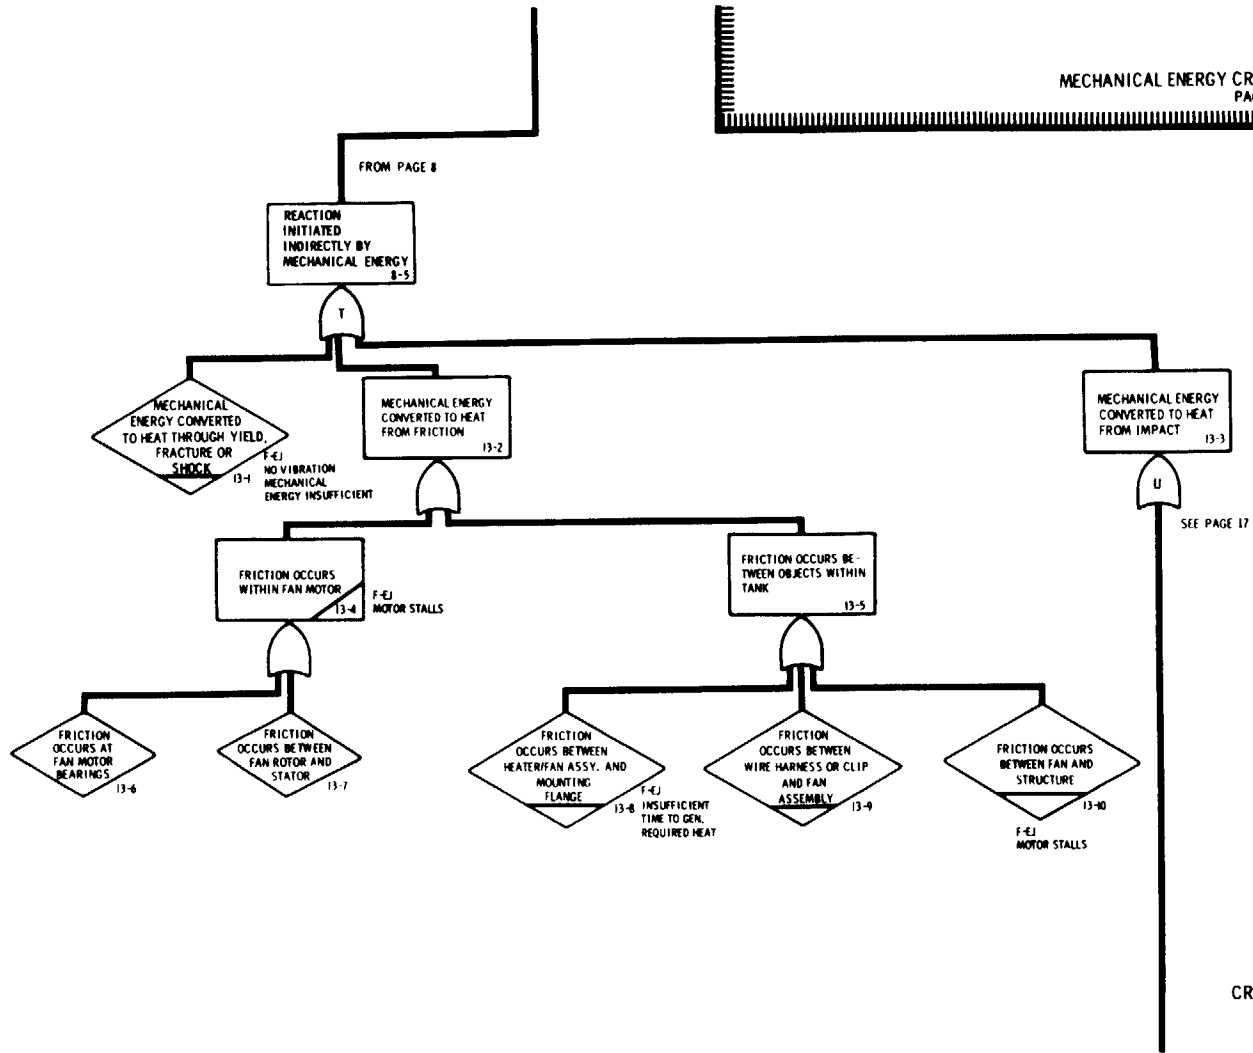 MECHANICAL ENERGY CR
PA
FROM PAGE 8
REACTION
INITIATED
INDIRECTLY BY
MECHANICAL ENERGY
8-5
T
MECHANICAL
ENERGY CONVERTED
TO HEAT THROUGH YIELD,
FRACTURE OR
SHOCK
13-1
F-EJ
NO VIBRATION
MECHANICAL
ENERGY INSUFFICIENT
MECHANICAL ENERGY
CONVERTED TO HEAT
FROM FRICTION
13-2
MECHANICAL ENERGY
CONVERTED TO HEAT
FROM IMPACT
13-3
U
SEE PAGE 17
FRICTION OCCURS
WITHIN FAN MOTOR
13-4
F-EJ
MOTOR STALLS
FRICTION OCCURS BE-
TWEEN OBJECTS WITHIN
TANK
13-5
FRICTION
OCCURS AT
FAN MOTOR
BEARINGS
13-6
FRICTION
OCCURS BETWEEN
FAN ROTOR AND
STATOR
13-7
FRICTION
OCCURS BETWEEN
HEATER/FAN ASSY. AND
MOUNTING
FLANGE
13-8
F-EJ
INSUFFICIENT
TIME TO GEN.
REQUIRED HEAT
FRICTION
OCCURS BETWEEN
WIRE HARNESS OR CLIP
AND FAN
ASSEMBLY
13-9
FRICTION OCCURS
BETWEEN FAN AND
STRUCTURE
13-10
F-EJ
MOTOR STALLS
CR